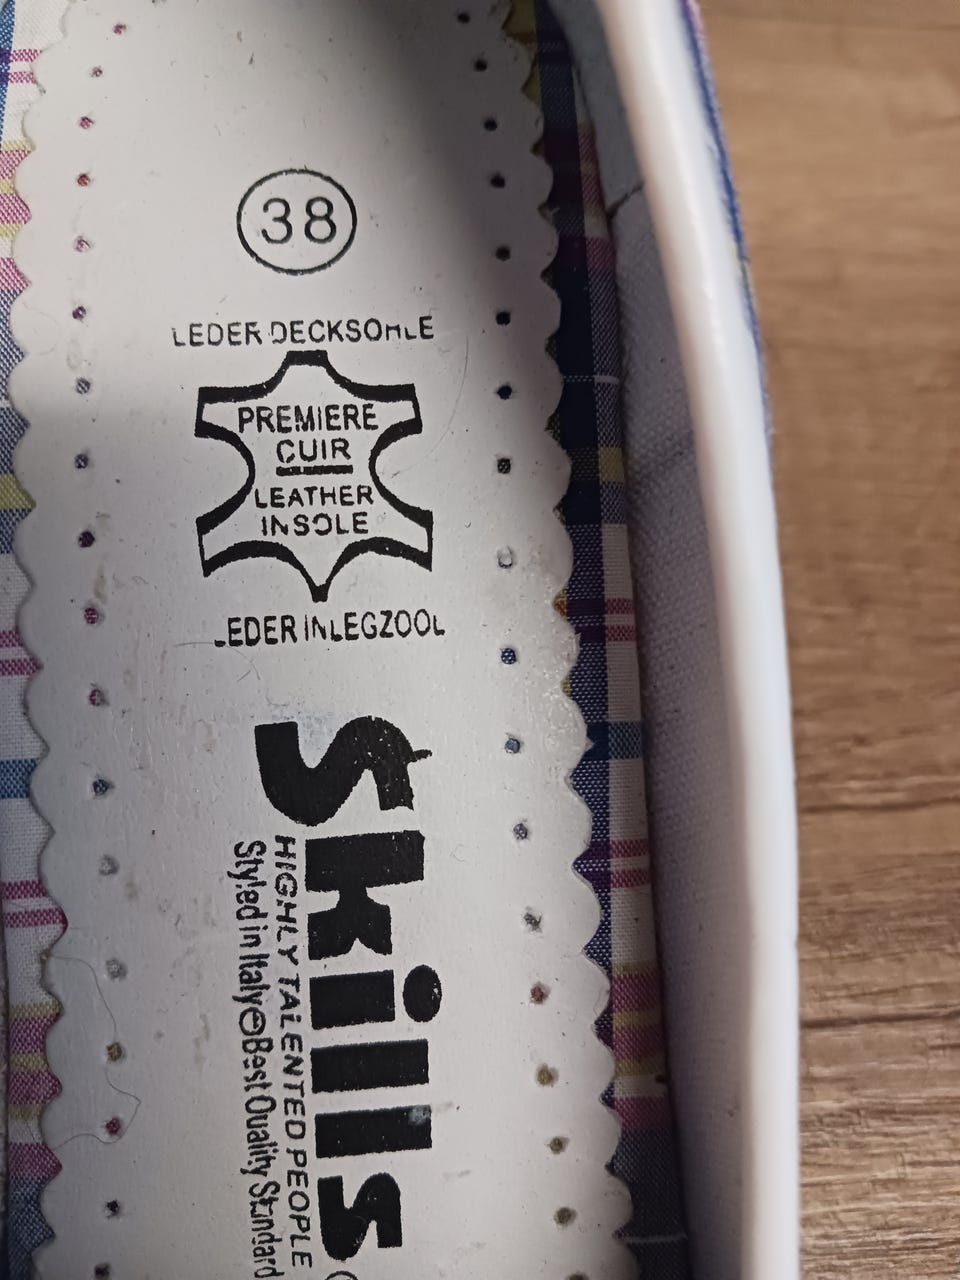 38
LEDER DECKSOHLE
PREMIERE
CUIR
LEATHER
INSOLE
LEDER INLEGZOOL
Skills
HIGHLY TALENTED PEOPLE
Styled in Italy Best Quality Standard